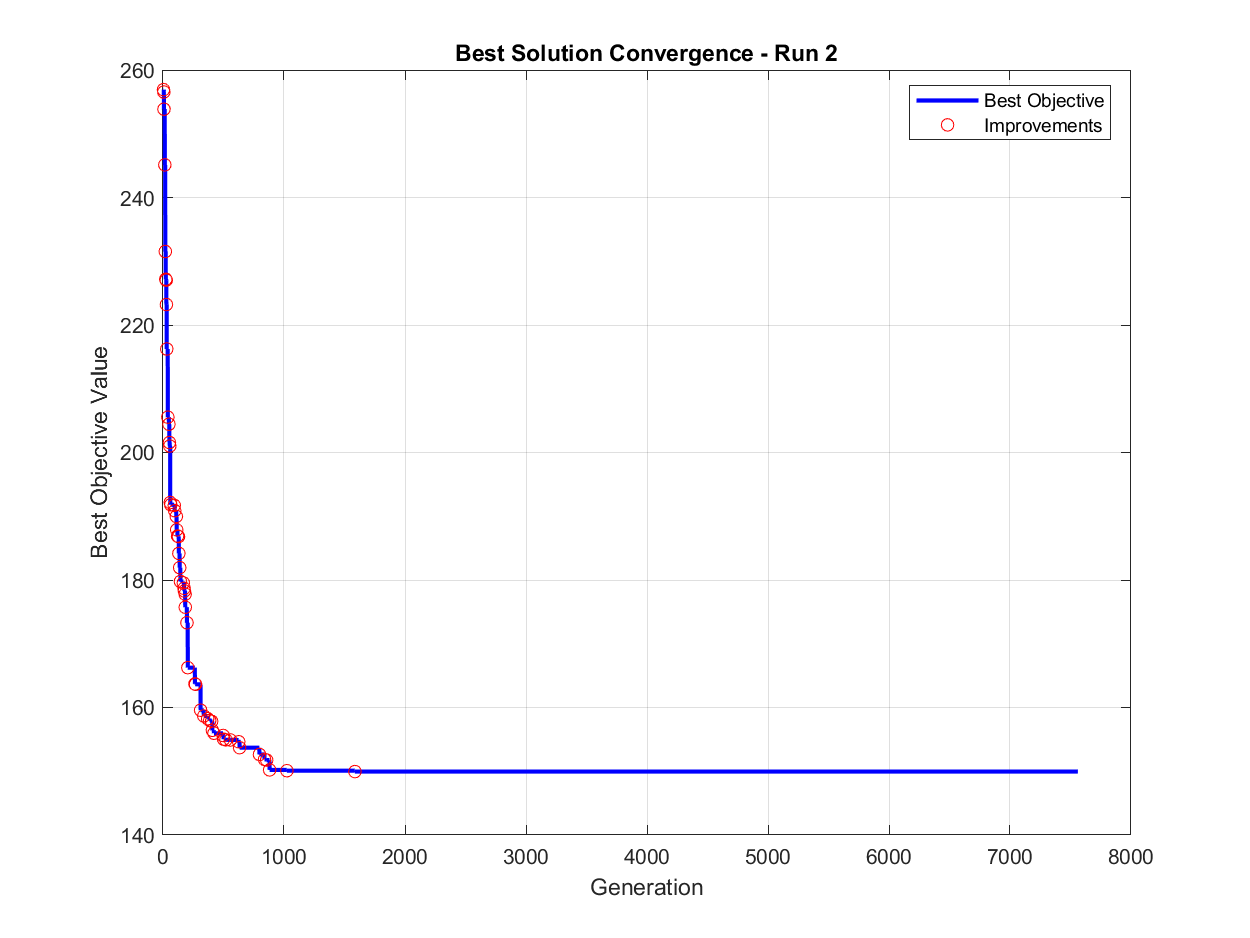 Best Solution Convergence - Run 2
260
240
220
200
180
160
140
Best Objective Value
Best Objective
Improvements
0 1000 2000 3000 4000 5000 6000 7000 8000
Generation